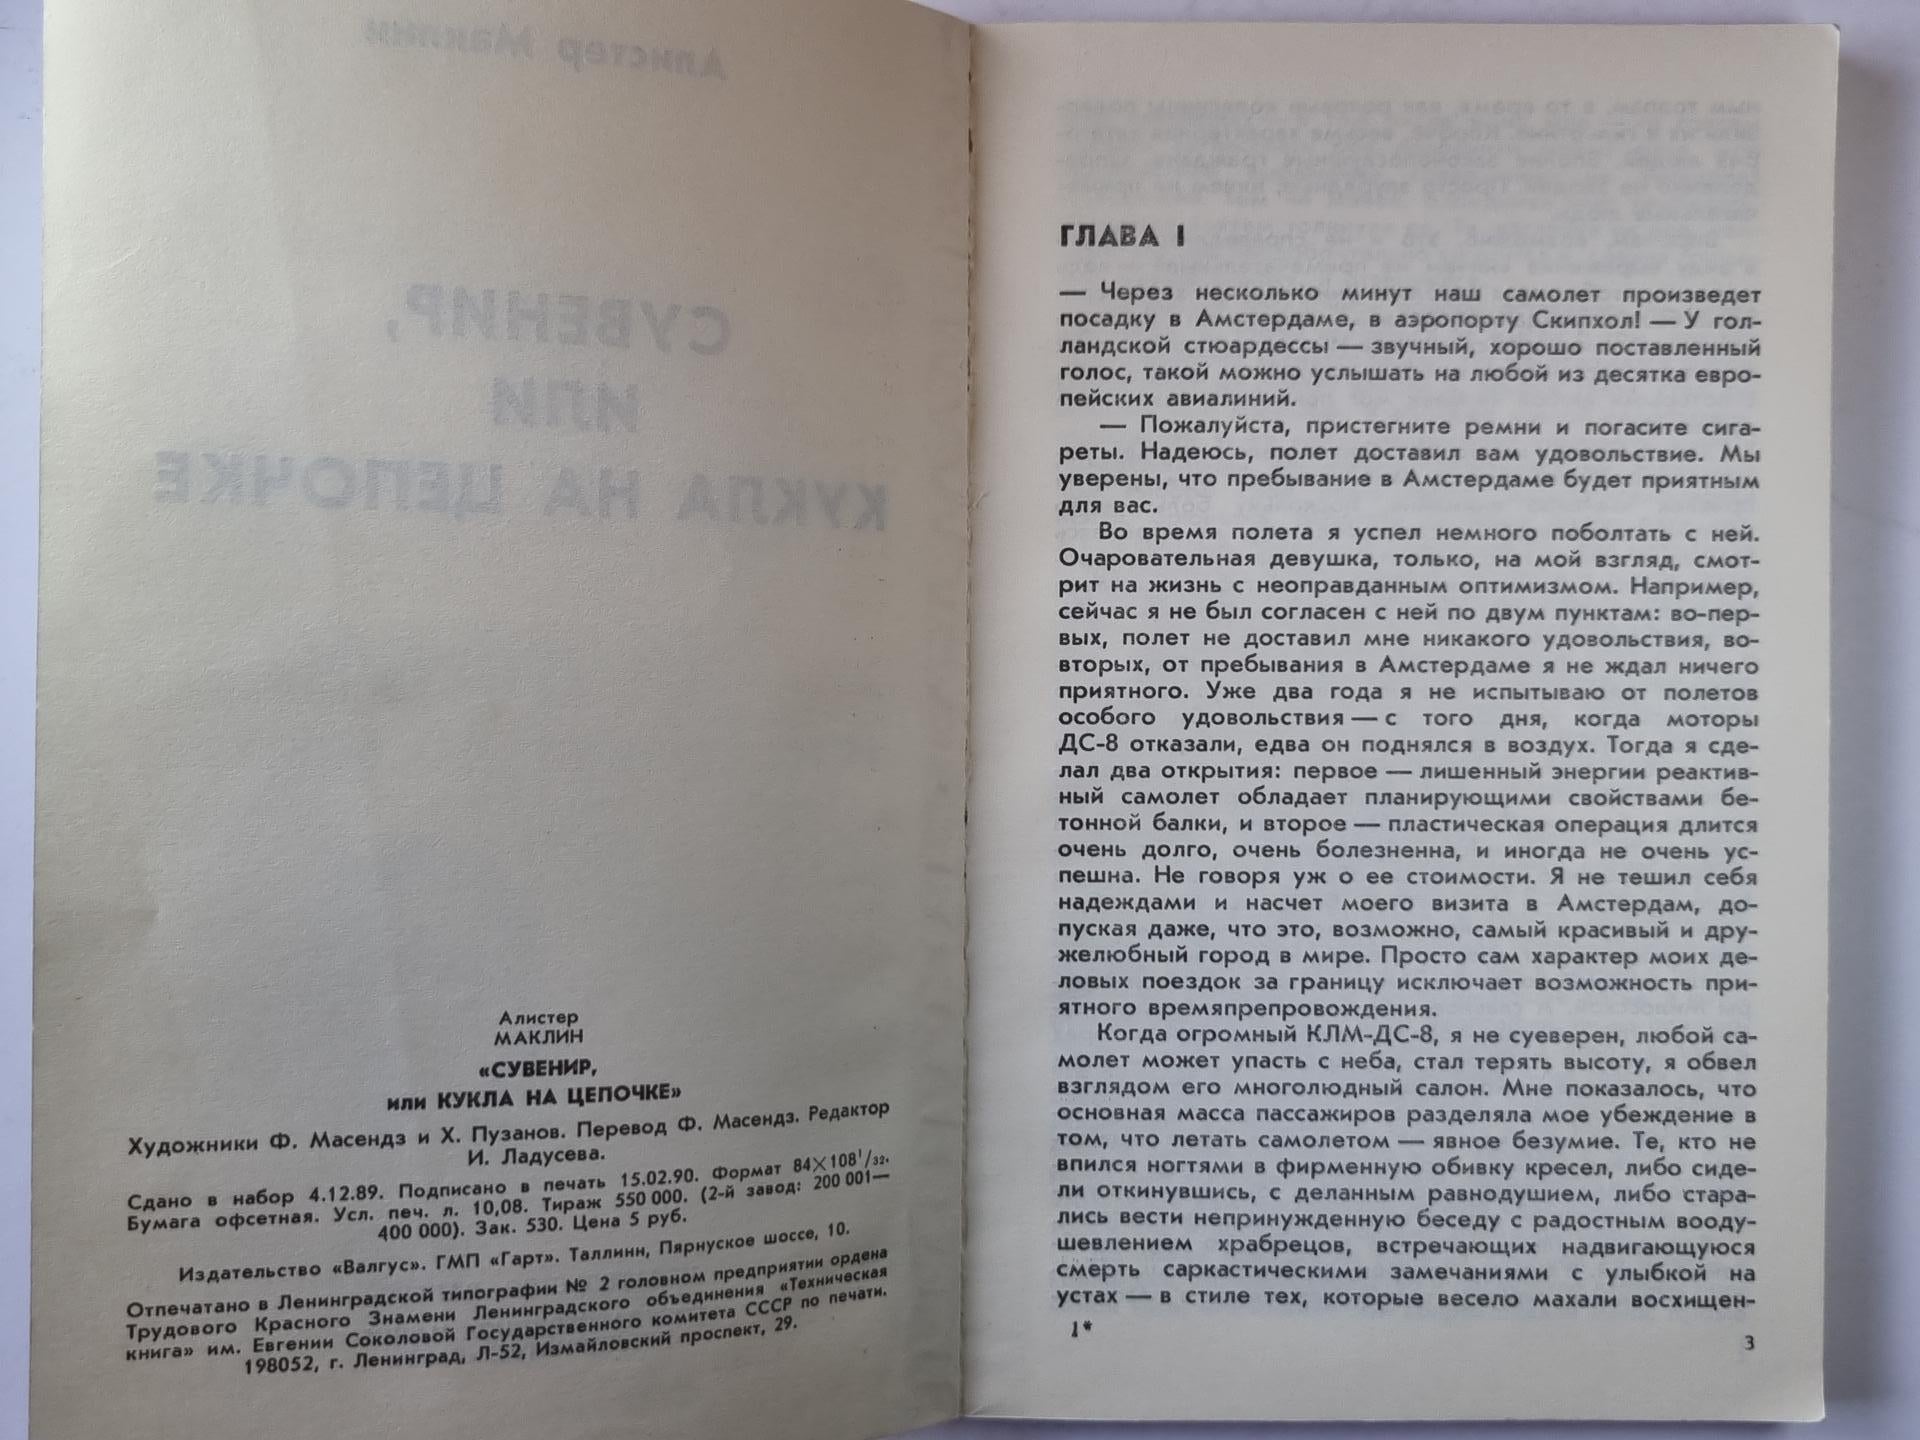 Алистер Маклин
СУВЕНИР,
ИЛИ
КУКЛА НА ЦЕПОЧКЕ
Алистер
МАКЛИН
«СУВЕНИР,
или КУКЛА НА ЦЕПОЧКЕ»
Художники Ф. Масендз и Х. Пузанов. Перевод Ф. Масендз. Редактор
И. Ладусева.
Сдано в набор 4.12.89. Подписано в печать 15.02.90. Формат 84×108¹/₃₂.
Бумага офсетная. Усл. печ. л. 10,08. Тираж 550 000. (2-й завод: 200 001—
400 000). Зак. 530. Цена 5 руб.
Издательство «Валгус». ГМП «Гарт». Таллинн, Пярнуское шоссе, 10.
Отпечатано в Ленинградской типографии № 2 головном предприятии ордена
Трудового Красного Знамени Ленинградского объединения «Техническая
книга» им. Евгении Соколовой Государственного комитета СССР по печати.
198052, г. Ленинград, Л-52, Измайловский проспект, 29.
ГЛАВА I
— Через несколько минут наш самолет произведет
посадку в Амстердаме, в аэропорту Скипхол! — У гол-
ландской стюардессы — звучный, хорошо поставленный
голос, такой можно услышать на любой из десятка евро-
пейских авиалиний.
— Пожалуйста, пристегните ремни и погасите сига-
реты. Надеюсь, полет доставил вам удовольствие. Мы
уверены, что пребывание в Амстердаме будет приятным
для вас.
Во время полета я успел немного поболтать с ней.
Очаровательная девушка, только, на мой взгляд, смот-
рит на жизнь с неоправданным оптимизмом. Например,
сейчас я не был согласен с ней по двум пунктам: во-пер-
вых, полет не доставил мне никакого удовольствия, во-
вторых, от пребывания в Амстердаме я не ждал ничего
приятного. Уже два года я не испытываю от полетов
особого удовольствия — с того дня, когда моторы
ДС-8 отказали, едва он поднялся в воздух. Тогда я сде-
лал два открытия: первое — лишенный энергии реактив-
ный самолет обладает планирующими свойствами бе-
тонной балки, и второе — пластическая операция длится
очень долго, очень болезненна, и иногда не очень ус-
пешна. Не говоря уж о ее стоимости. Я не тешил себя
надеждами и насчет моего визита в Амстердам, до-
пуская даже, что это, возможно, самый красивый и дру-
желюбный город в мире. Просто сам характер моих де-
ловых поездок за границу исключает возможность при-
ятного времяпрепровождения.
Когда огромный КЛМ-ДС-8, я не суеверен, любой са-
молет может упасть с неба, стал терять высоту, я обвел
взглядом его многолюдный салон. Мне показалось, что
основная масса пассажиров разделяла мое убеждение в
том, что летать самолетом — явное безумие. Те, кто не
впился ногтями в фирменную обивку кресел, либо сиде-
ли откинувшись, с деланным равнодушием, либо стара-
лись вести непринужденную беседу с радостным вооду-
шевлением храбрецов, встречающих надвигающуюся
смерть саркастическими замечаниями с улыбкой на
устах — в стиле тех, которые весело махали восхищен-
1*
3